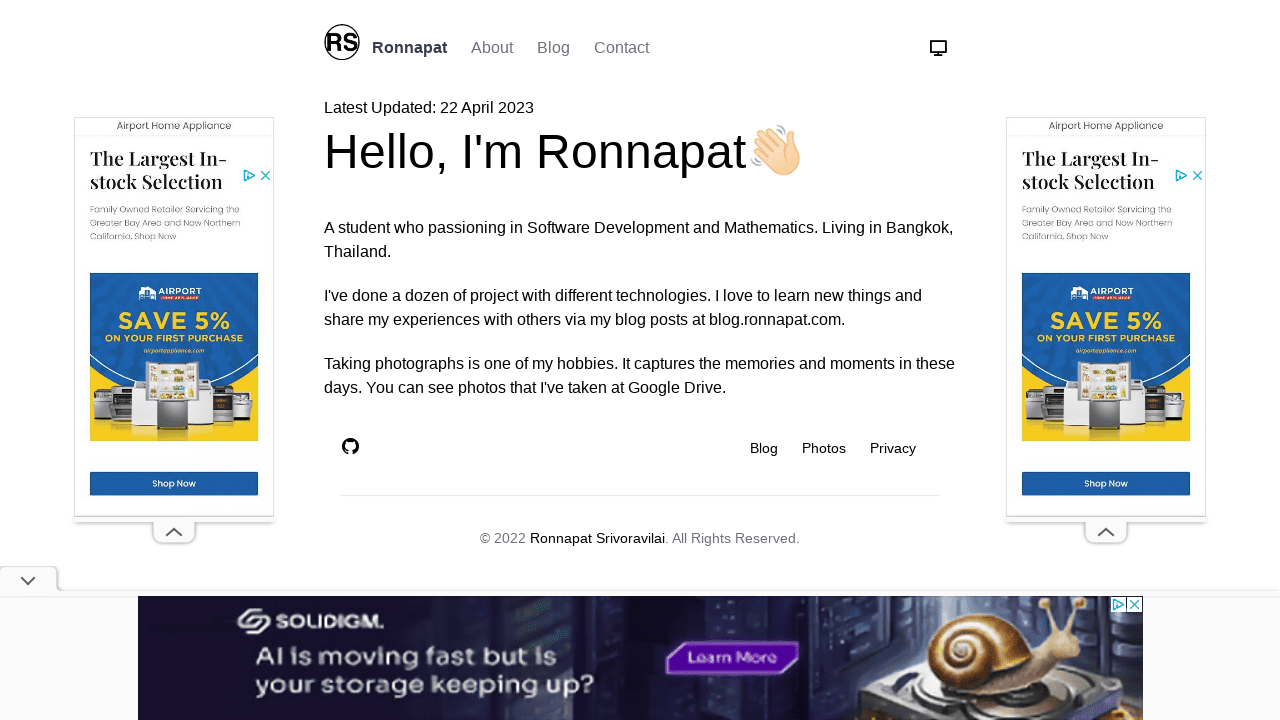 RS
Ronnapat About Blog Contact
Latest Updated: 22 April 2023
Hello, I'm Ronnapat
A student who passioning in Software Development and Mathematics. Living in Bangkok,
Thailand.
I've done a dozen of project with different technologies. I love to learn new things and
share my experiences with others via my blog posts at blog.ronnapat.com.
Taking photographs is one of my hobbies. It captures the memories and moments in these
days. You can see photos that I've taken at Google Drive.
Blog Photos Privacy
© 2022 Ronnapat Srivoravilai. All Rights Reserved.
Airport Home Appliance
The Largest In-
stock Selection
Family Owned Retailer Servicing the
Greater Bay Area and Now Northern
California, Shop Now
AIRPORT
HOME APPLIANCE
SAVE 5%
ON YOUR FIRST PURCHASE
airportappliance.com
Shop Now
Airport Home Appliance
The Largest In-
stock Selection
Family Owned Retailer Servicing the
Greater Bay Area and Now Northern
California, Shop Now
AIRPORT
HOME APPLIANCE
SAVE 5%
ON YOUR FIRST PURCHASE
airportappliance.com
Shop Now
SOLIDIGM.
AI is moving fast but is
your storage keeping up?
Learn More